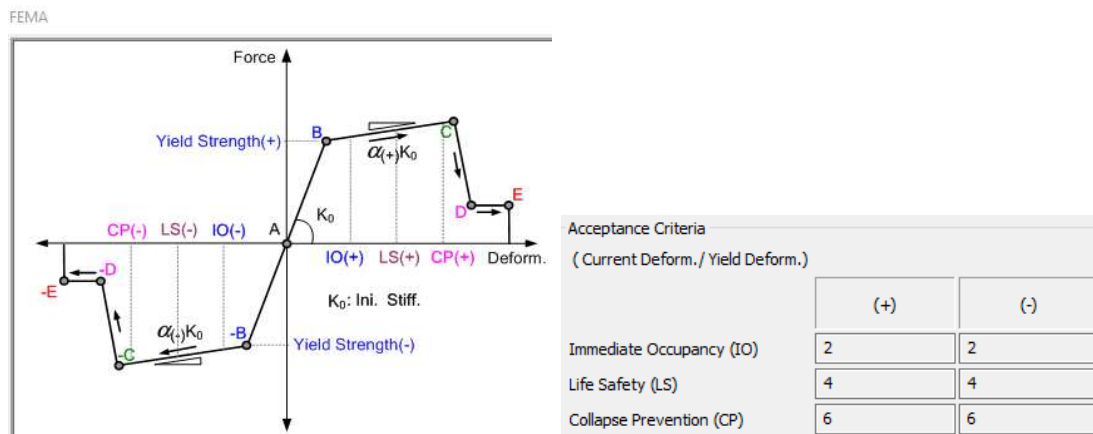 FEMA
Force
Yield Strength(+)
B
C
α(+)K₀
D
E
K₀
A
CP(-)
LS(-)
IO(-)
IO(+)
LS(+)
CP(+)
Deform.
-D
-E
K₀: Ini. Stiff.
α(-)K₀
-B
-C
Yield Strength(-)
Acceptance Criteria
( Current Deform./ Yield Deform.)
(+) (-)
Immediate Occupancy (IO) 2 2
Life Safety (LS) 4 4
Collapse Prevention (CP) 6 6